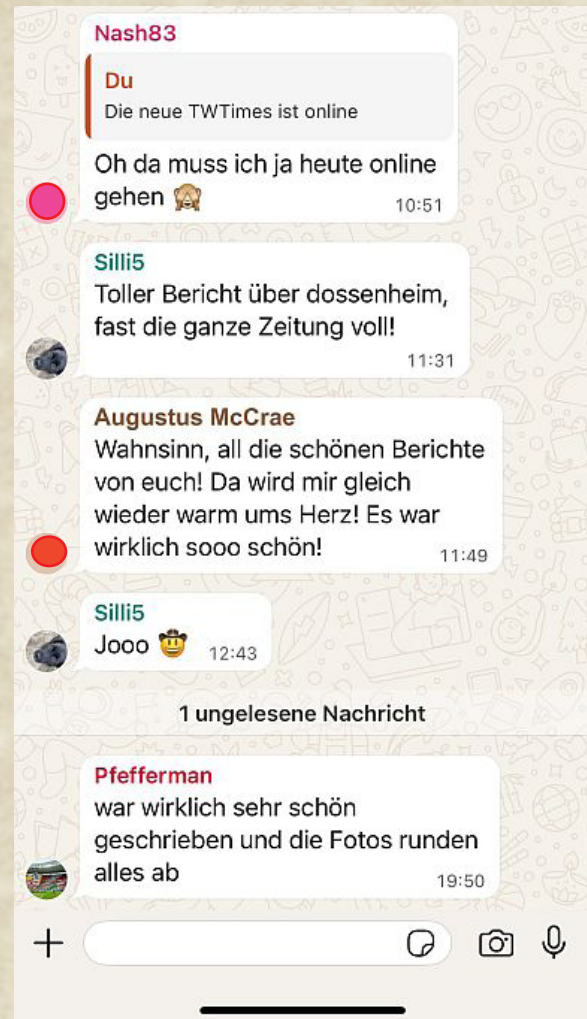 Nash83
Du
Die neue TWTimes ist online
Oh da muss ich ja heute online
gehen 🙈
10:51
Silli5
Toller Bericht über dossenheim,
fast die ganze Zeitung voll!
11:31
Augustus McCrae
Wahnsinn, all die schönen Berichte
von euch! Da wird mir gleich
wieder warm ums Herz! Es war
wirklich sooo schön!
11:49
Silli5
Jooo 🤠
12:43
1 ungelesene Nachricht
Pfefferman
war wirklich sehr schön
geschrieben und die Fotos runden
alles ab
19:50